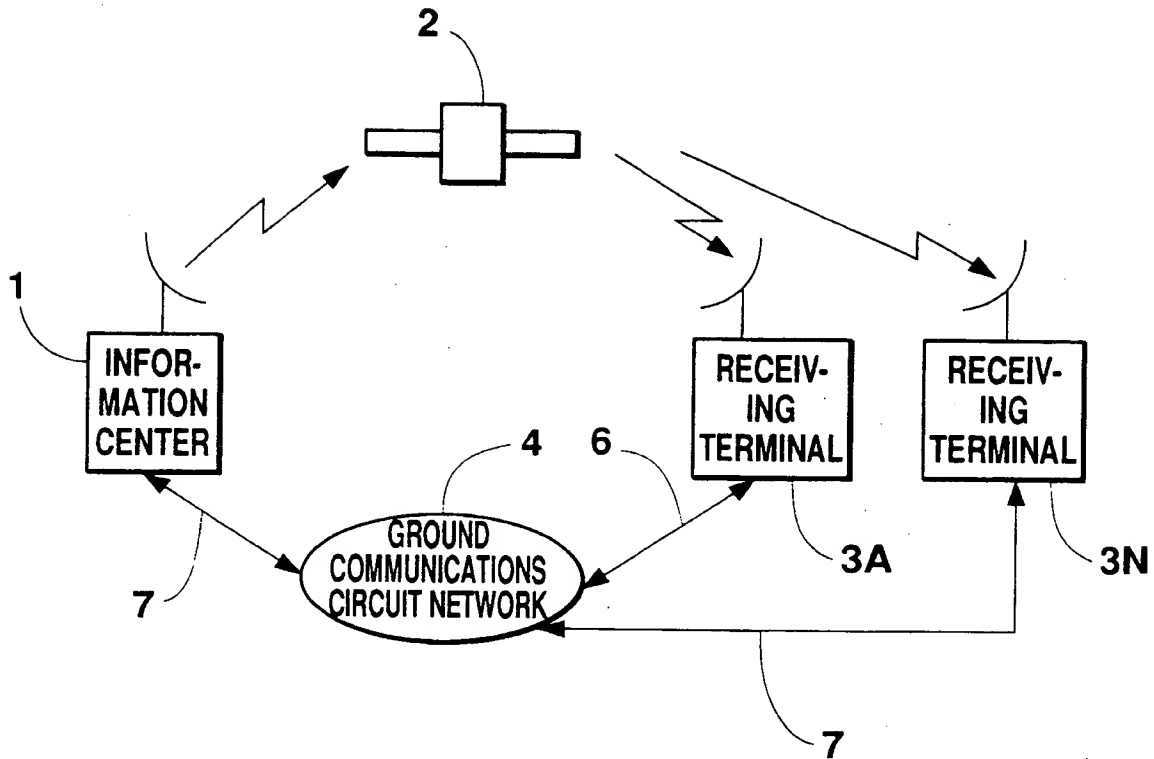 2
1
INFOR-
MATION
CENTER
RECEIV-
ING
TERMINAL
RECEIV-
ING
TERMINAL
4
6
GROUND
COMMUNICATIONS
CIRCUIT NETWORK
3A
3N
7
7